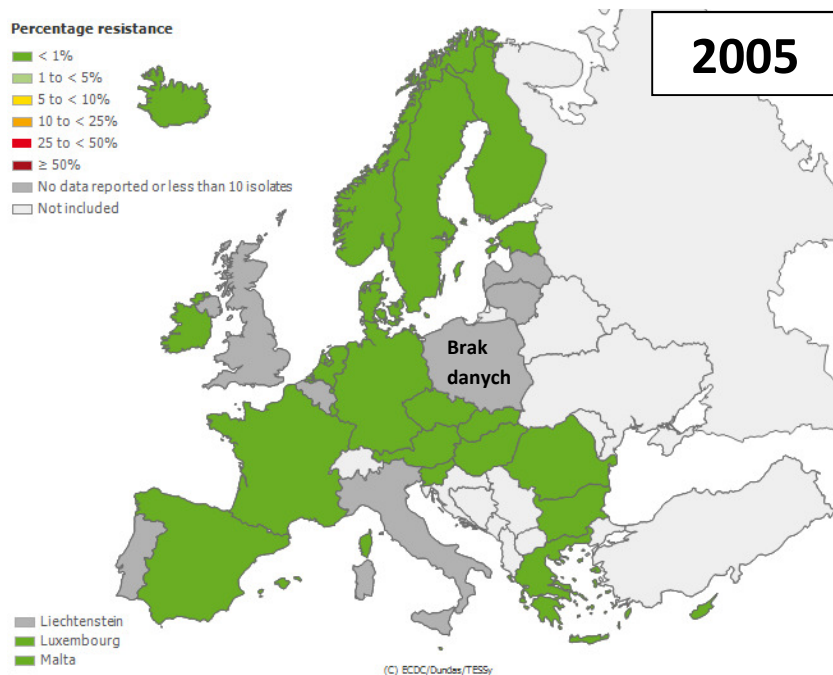 Percentage resistance
< 1%
1 to < 5%
5 to < 10%
10 to < 25%
25 to < 50%
≥ 50%
No data reported or less than 10 isolates
Not included
2005
Brak
danych
Liechtenstein
Luxembourg
Malta
(C) ECDC/Dundas/TESSy